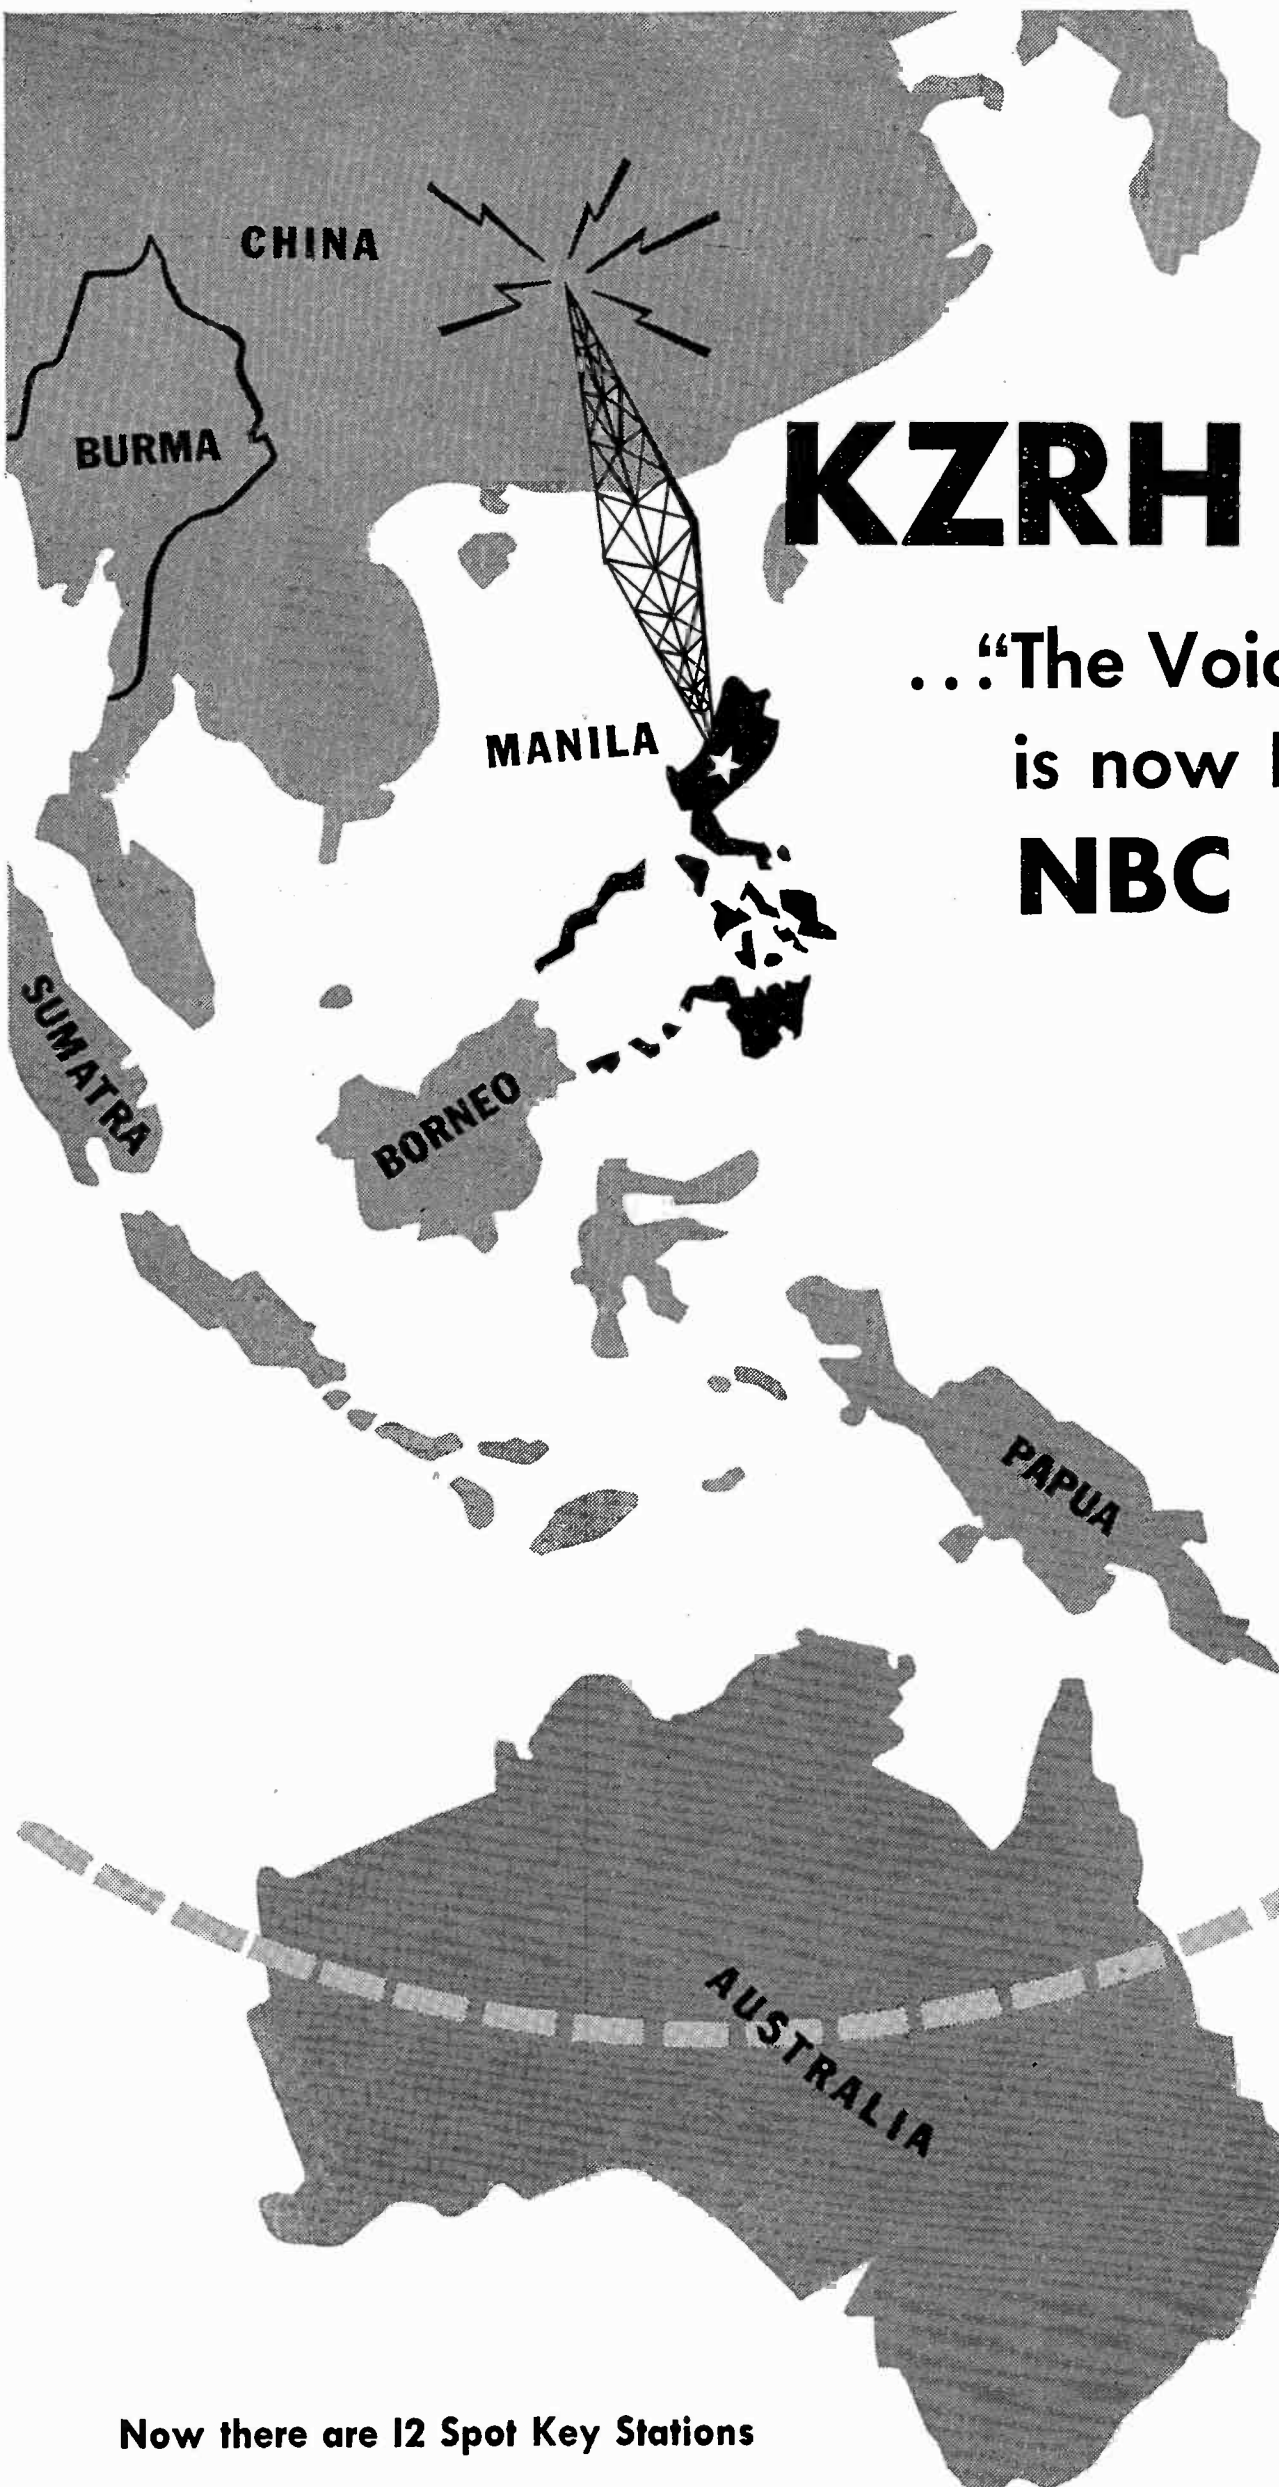 CHINA
BURMA
KZRH
..."The Voic
is now
MANILA
NBC
SUMATRA
BORNEO
PAPUA
AUSTRALIA
Now there are 12 Spot Key Stations